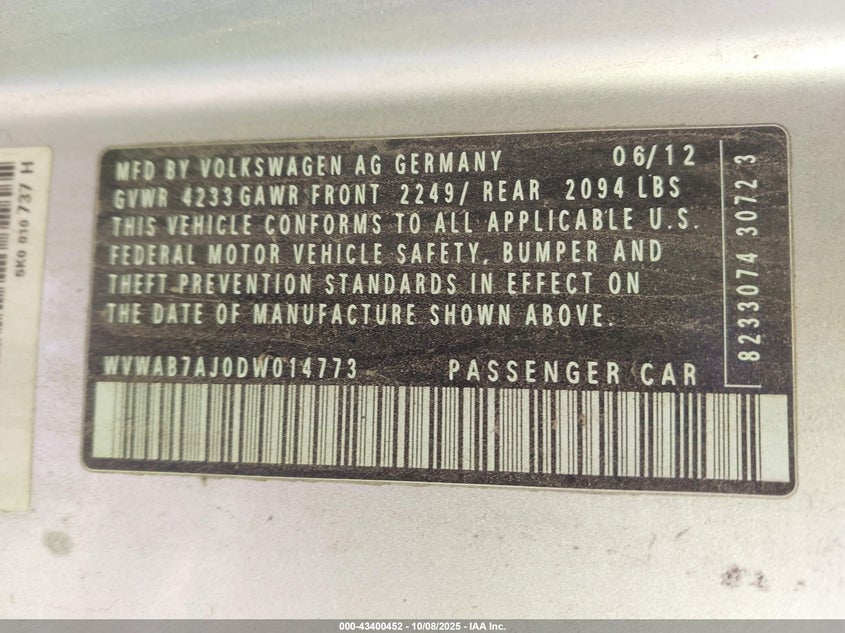 MFD BY VOLKSWAGEN AG GERMANY 06/12
GVWR 4233 GAWR FRONT 2249/ REAR 2094 LBS
THIS VEHICLE CONFORMS TO ALL APPLICABLE U.S.
FEDERAL MOTOR VEHICLE SAFETY, BUMPER AND
THEFT PREVENTION STANDARDS IN EFFECT ON
THE DATE OF MANUFACTURE SHOWN ABOVE.
WVWAB7AJ0DW014773 PASSENGER CAR
8233074 3072 3
5K0 010 737 H
000-43400452 - 10/08/2025 - IAA Inc.